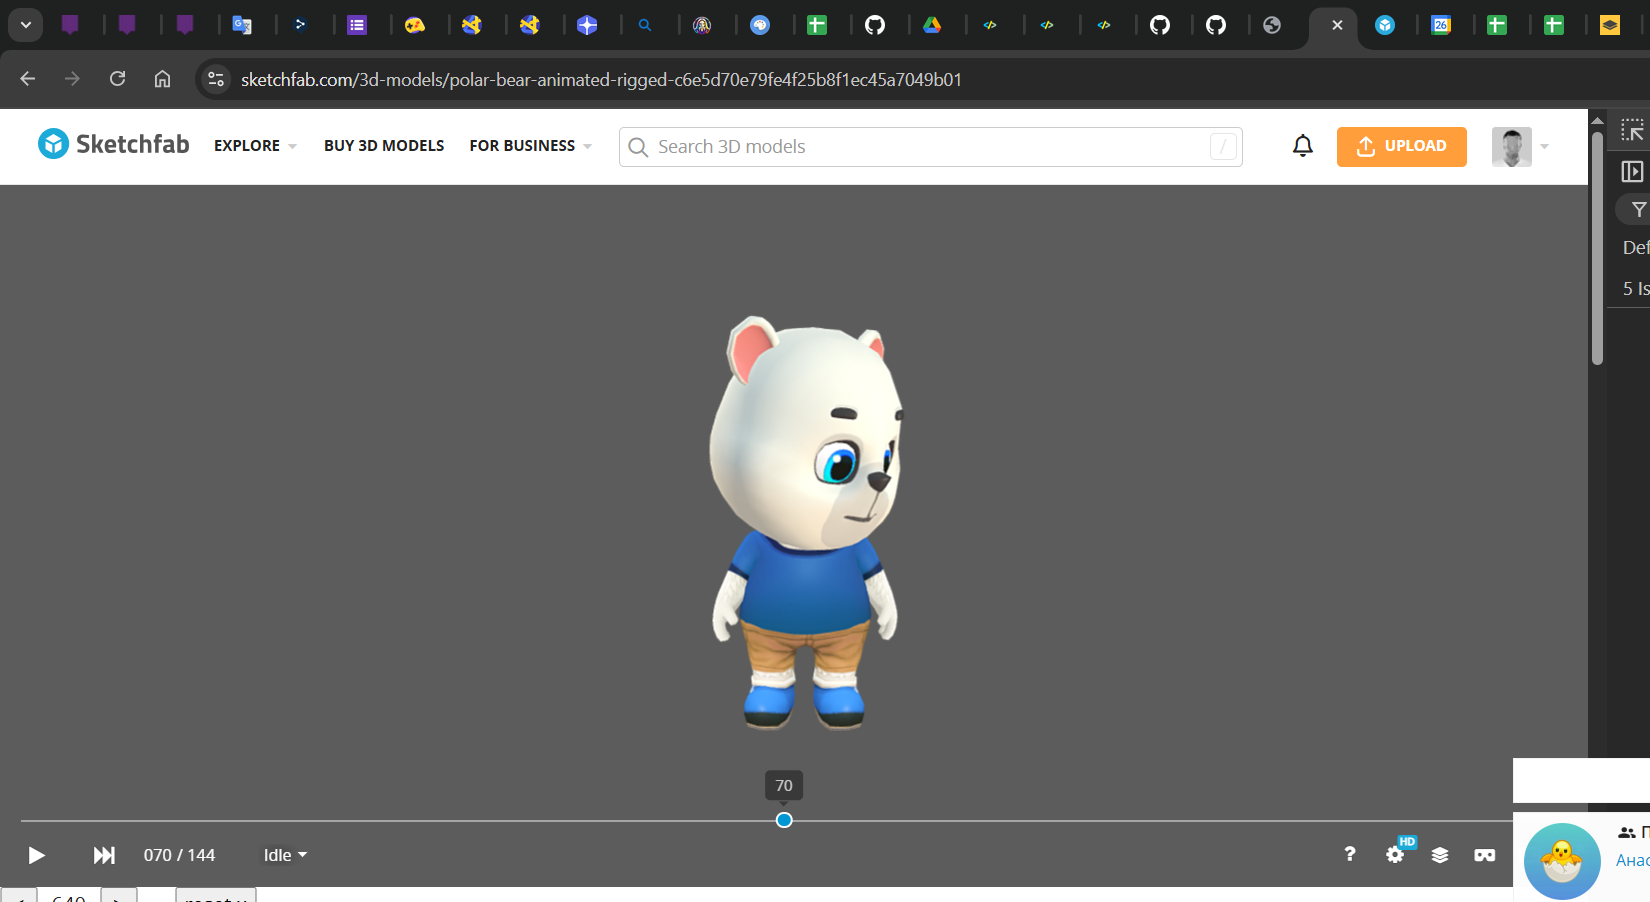 sketchfab.com/3d-models/polar-bear-animated-rigged-c6e5d70e79fe4f25b8f1ec45a7049b01
26
Sketchfab EXPLORE BUY 3D MODELS FOR BUSINESS Search 3D models / UPLOAD
Def
5 Is
70
070 / 144 Idle ? HD
П
Анас